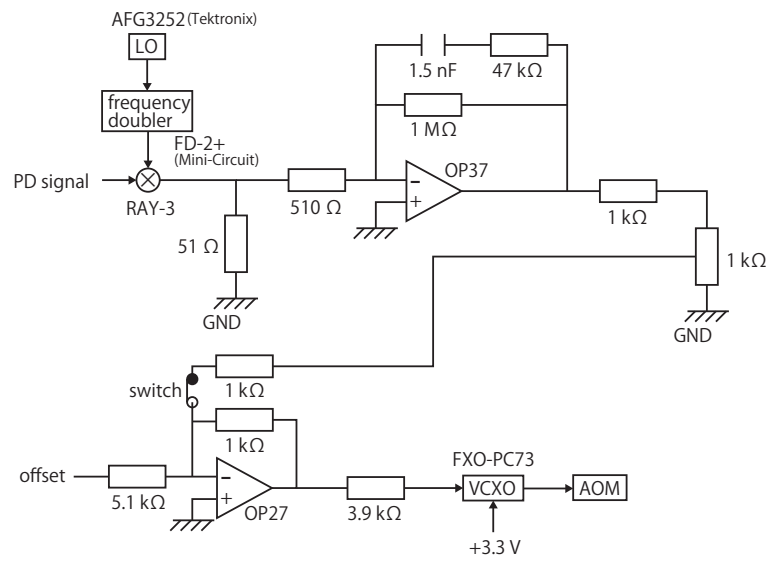 AFG3252 (Tektronix)
LO
frequency
doubler
FD-2+
(Mini-Circuit)
PD signal
RAY-3
510 Ω
51 Ω
GND
1.5 nF
47 kΩ
1 MΩ
OP37
−
+
1 kΩ
1 kΩ
GND
switch
1 kΩ
1 kΩ
offset
5.1 kΩ
−
+
OP27
3.9 kΩ
FXO-PC73
VCXO
AOM
+3.3 V